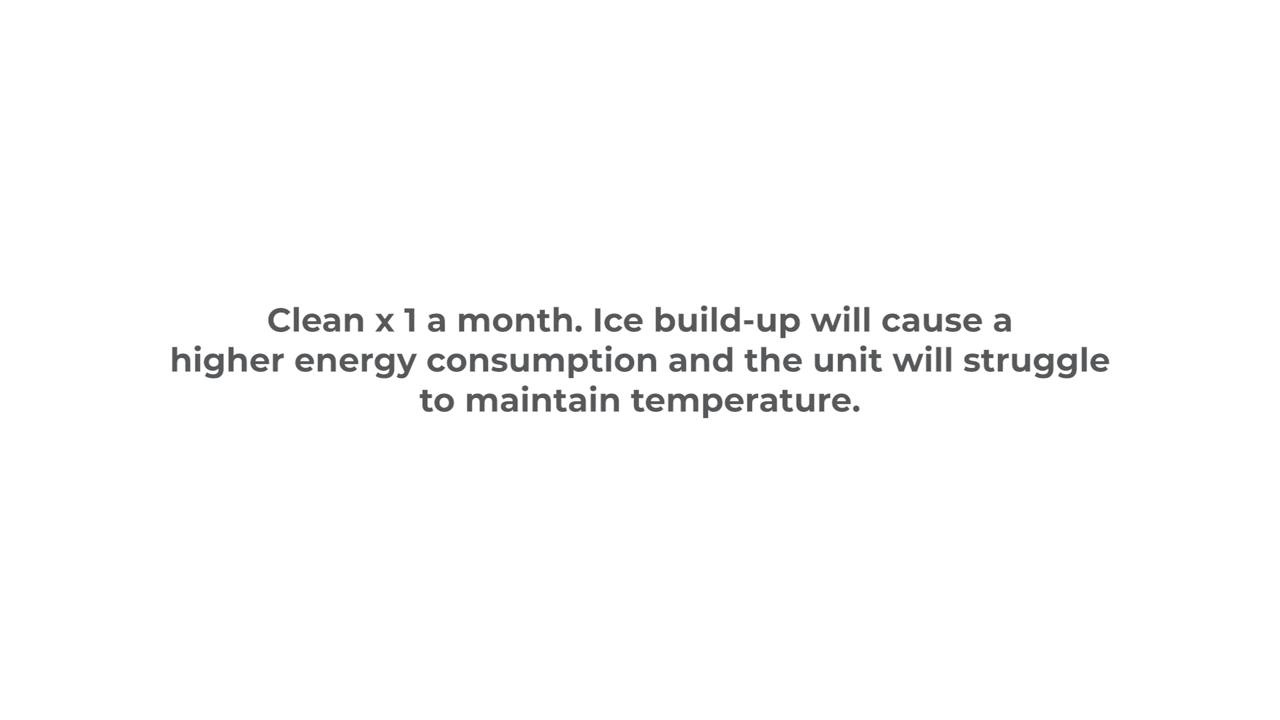 Clean x 1 a month. Ice build-up will cause a
higher energy consumption and the unit will struggle
to maintain temperature.